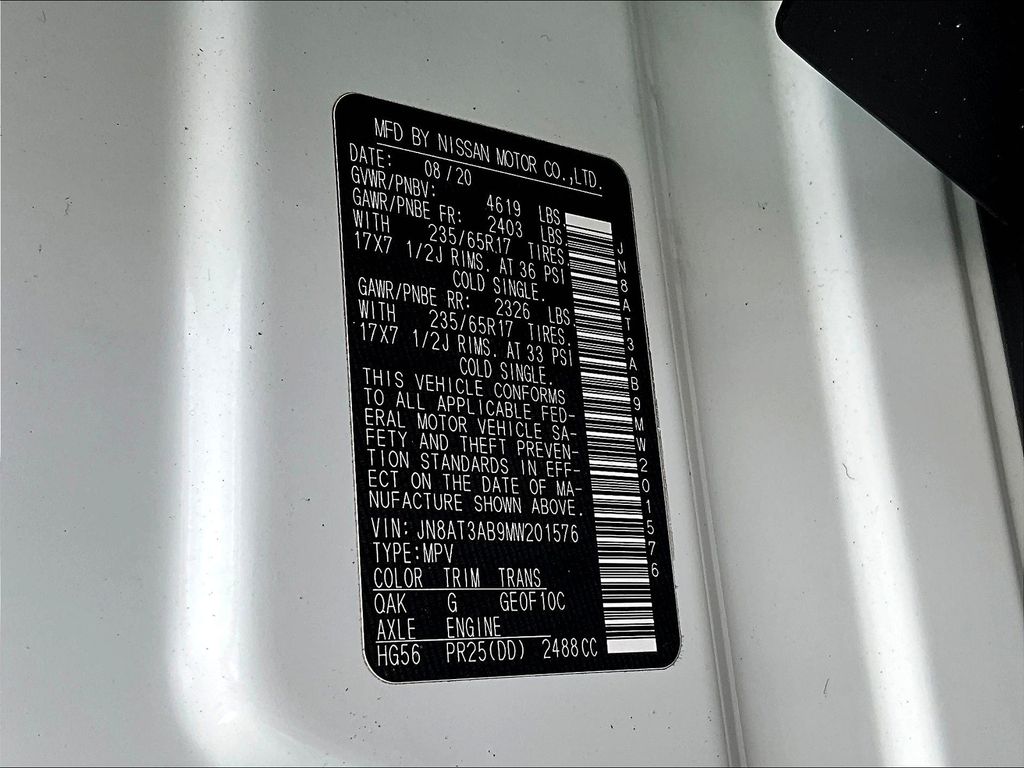 MFD BY NISSAN MOTOR CO.,LTD.
DATE: 08/20
GVWR/PNBV: 4619 LBS.
GAWR/PNBE FR: 2403 LBS.
WITH 235/65R17 TIRES.
17X7 1/2J RIMS. AT 36 PSI
COLD SINGLE.
GAWR/PNBE RR: 2326 LBS.
WITH 235/65R17 TIRES.
17X7 1/2J RIMS. AT 33 PSI
COLD SINGLE.
THIS VEHICLE CONFORMS
TO ALL APPLICABLE FED-
ERAL MOTOR VEHICLE SA-
FETY AND THEFT PREVEN-
TION STANDARDS IN EFF-
ECT ON THE DATE OF MA-
NUFACTURE SHOWN ABOVE.
VIN: JN8AT3AB9MW201576
TYPE:MPV
COLOR TRIM TRANS
QAK G GE0F10C
AXLE ENGINE
HG56 PR25(DD) 2488CC
JN8AT3AB9MW201576